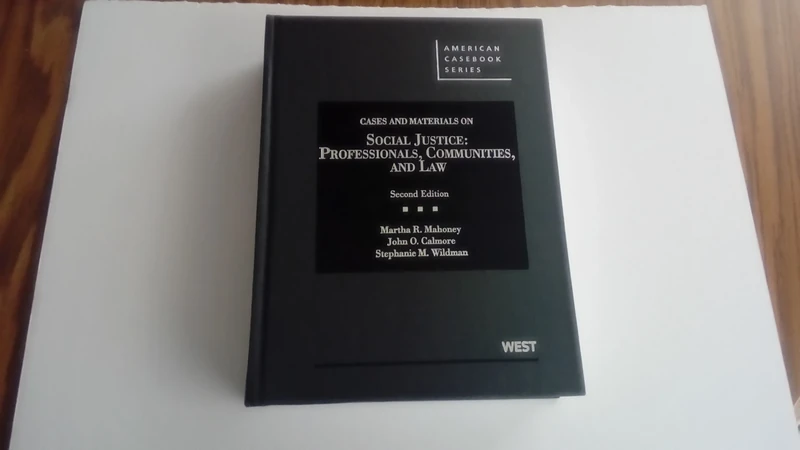 AMERICAN
CASEBOOK
SERIES
CASES AND MATERIALS ON
SOCIAL JUSTICE:
PROFESSIONALS, COMMUNITIES,
AND LAW
Second Edition
Martha R. Mahoney
John O. Calmore
Stephanie M. Wildman
WEST